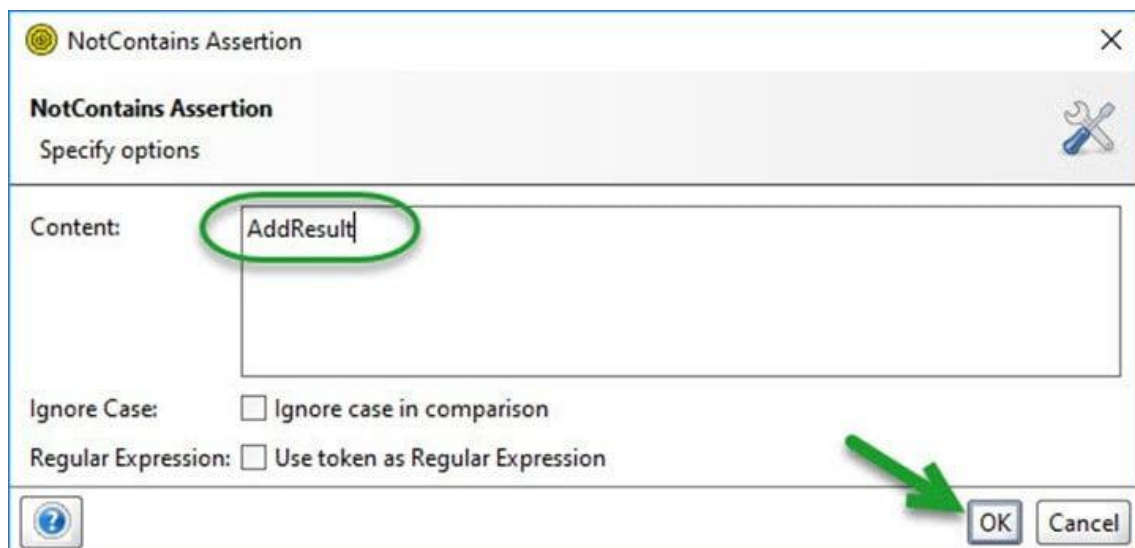 NotContains Assertion
NotContains Assertion
Specify options
Content: AddResult
Ignore Case: Ignore case in comparison
Regular Expression: Use token as Regular Expression
? OK Cancel